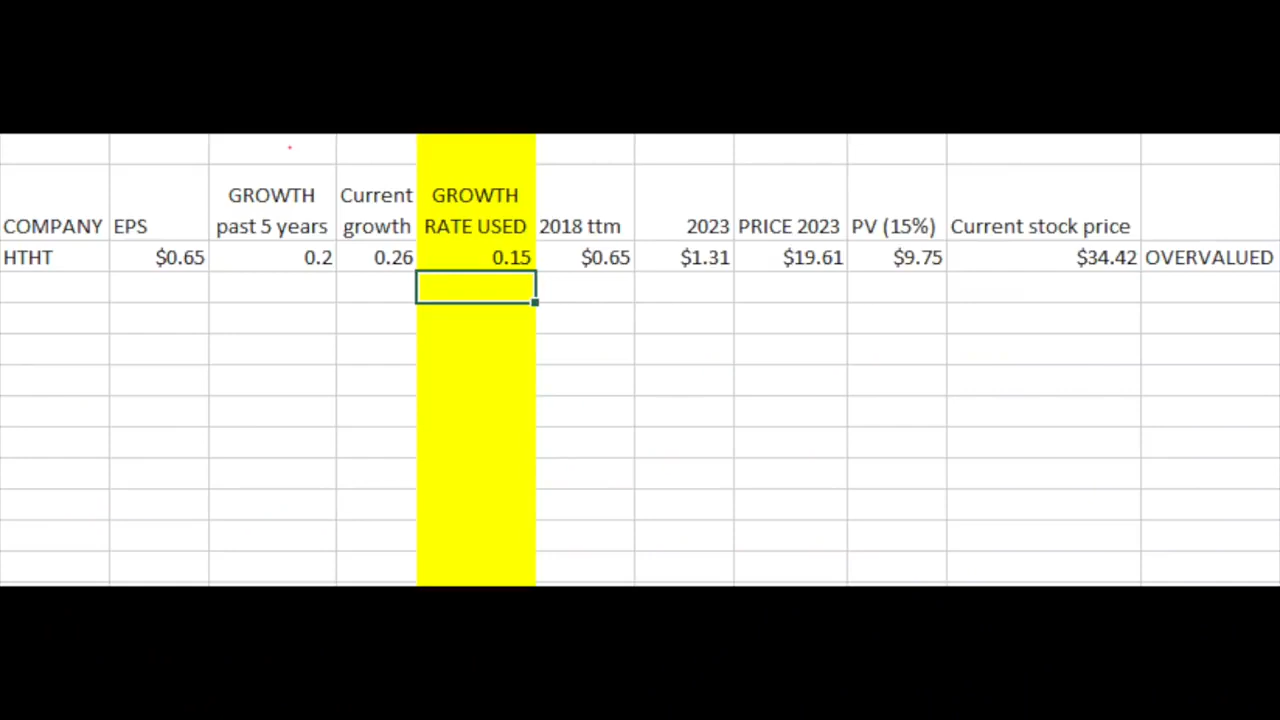 GROWTH Current GROWTH
COMPANY EPS past 5 years growth RATE USED 2018 ttm 2023 PRICE 2023 PV (15%) Current stock price
HTHT $0.65 0.2 0.26 0.15 $0.65 $1.31 $19.61 $9.75 $34.42 OVERVALUED